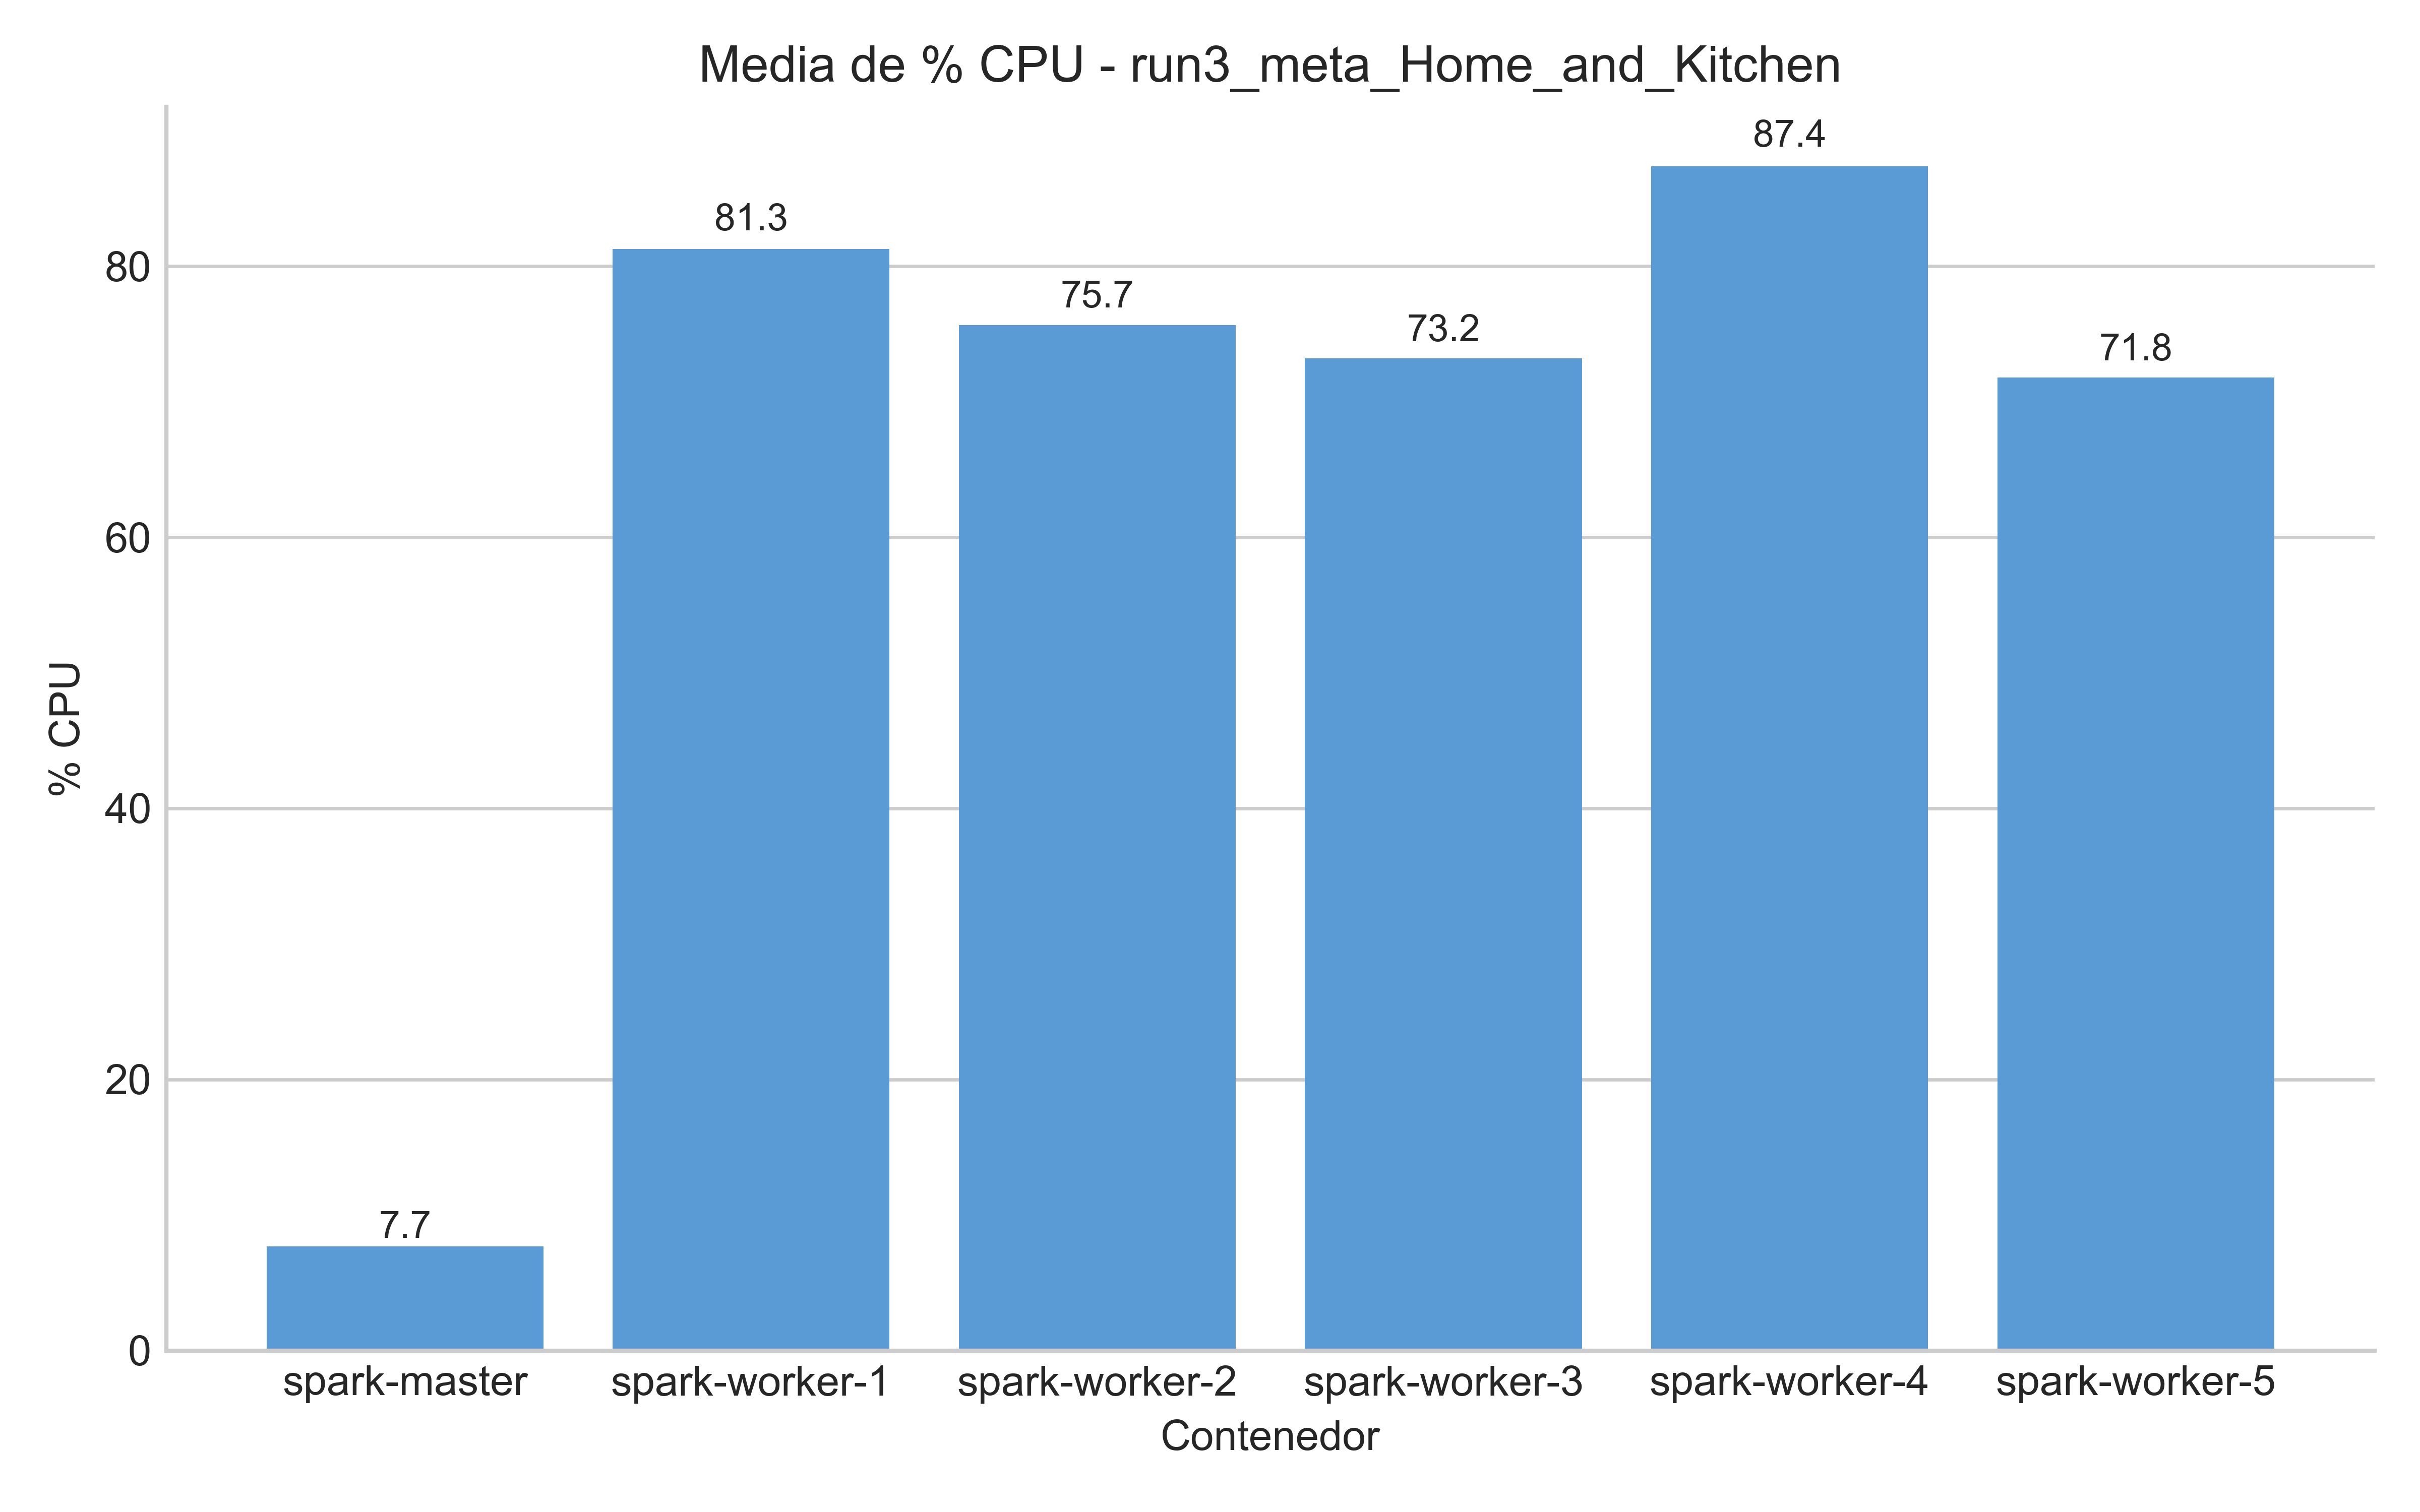 Media de % CPU - run3_meta_Home_and_Kitchen
87.4
81.3
75.7
73.2
71.8
7.7
80
60
40
20
0
% CPU
spark-master spark-worker-1 spark-worker-2 spark-worker-3 spark-worker-4 spark-worker-5
Contenedor